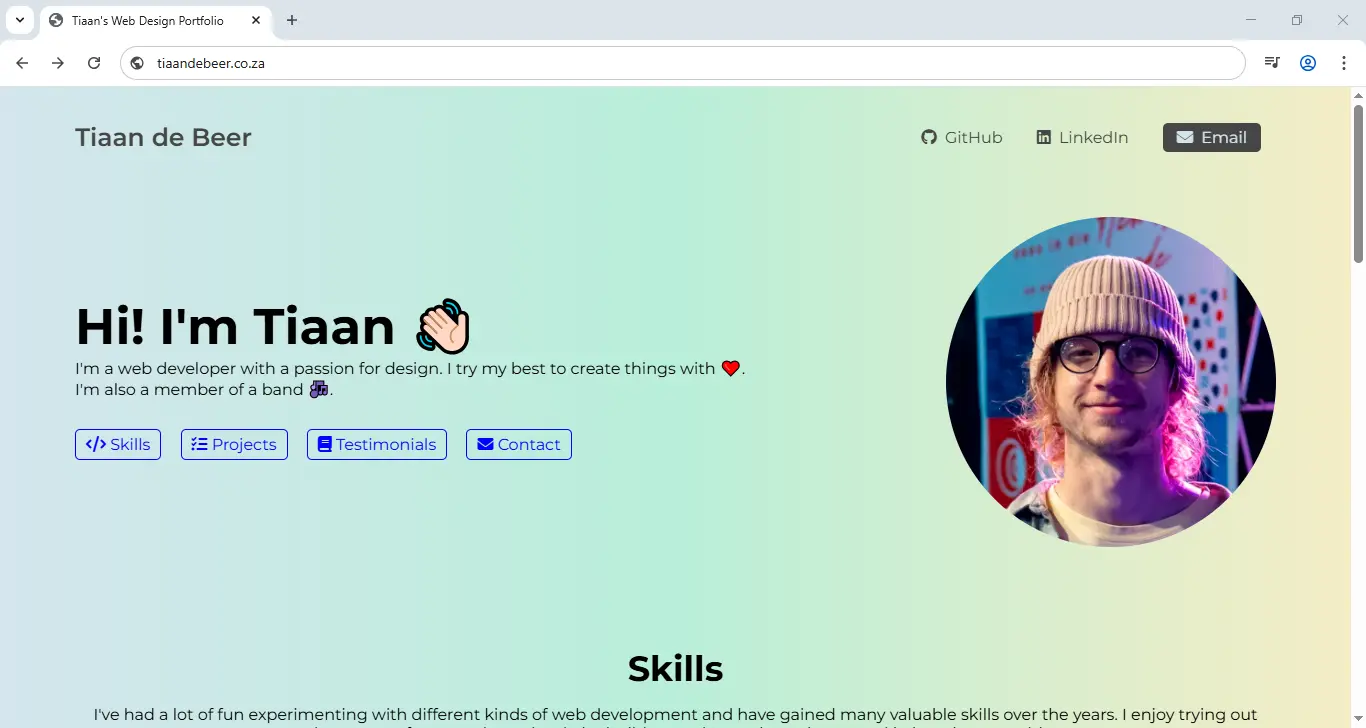 Tiaan's Web Design Portfolio
tiaandebeer.co.za
Tiaan de Beer
GitHub
LinkedIn
Email
Hi! I'm Tiaan
I'm a web developer with a passion for design. I try my best to create things with ❤️.
I'm also a member of a band 🎶.
Skills
Projects
Testimonials
Contact
Skills
I've had a lot of fun experimenting with different kinds of web development and have gained many valuable skills over the years. I enjoy trying out